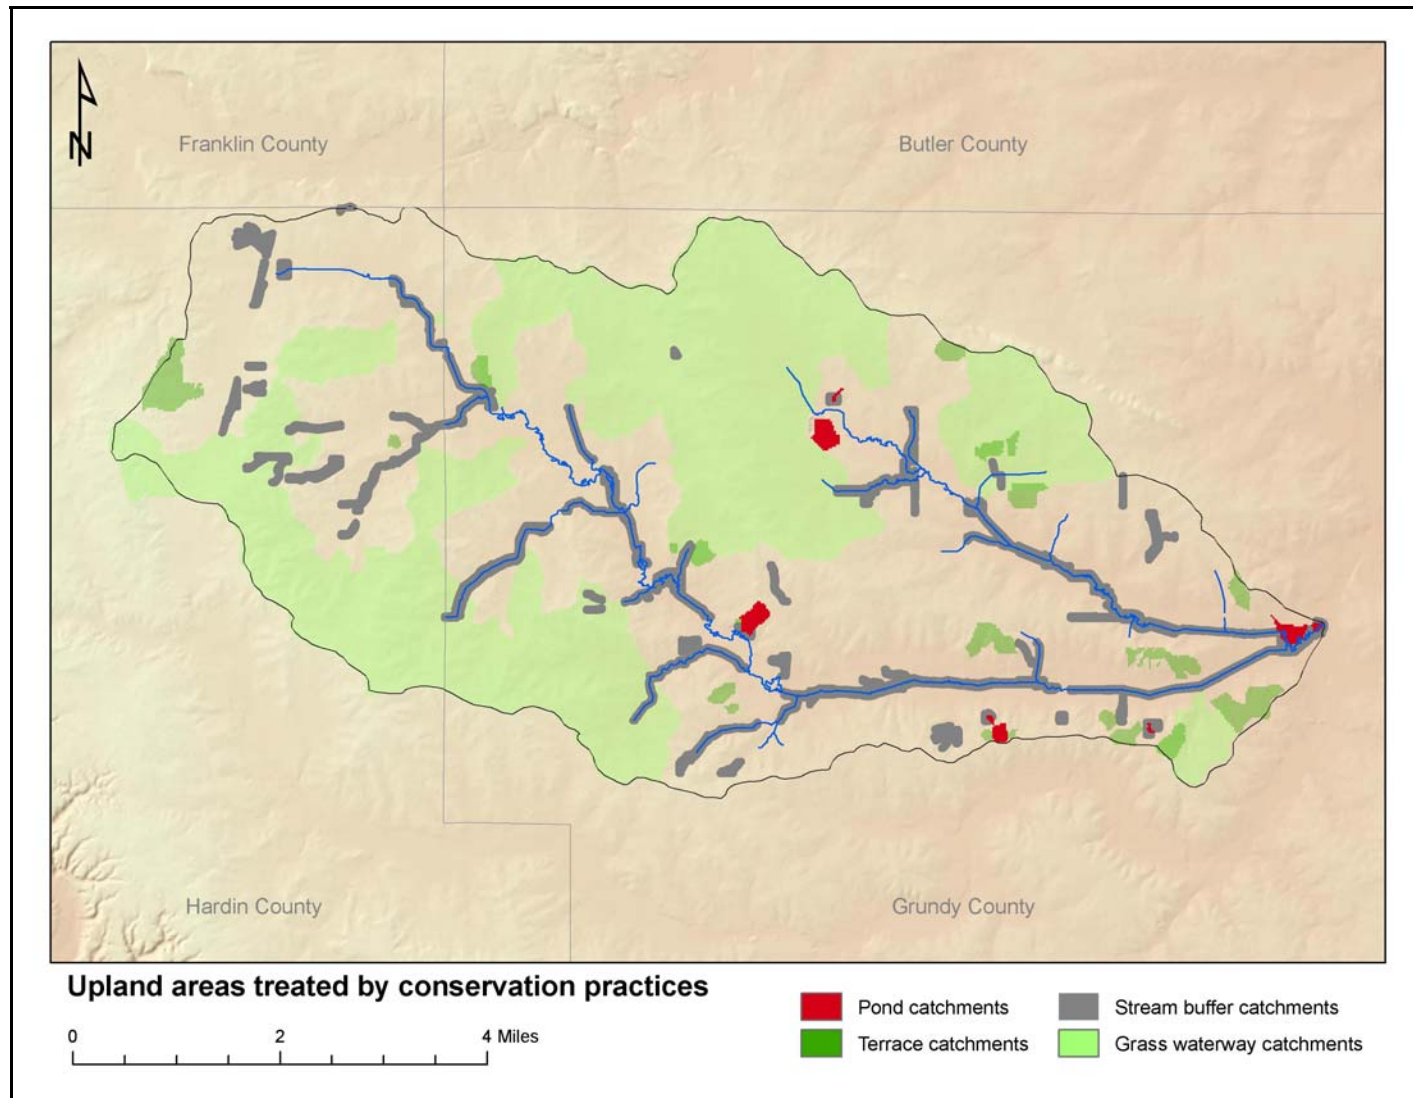 N
Franklin County
Butler County
Hardin County
Grundy County
Upland areas treated by conservation practices
0 2 4 Miles
Pond catchments
Stream buffer catchments
Terrace catchments
Grass waterway catchments